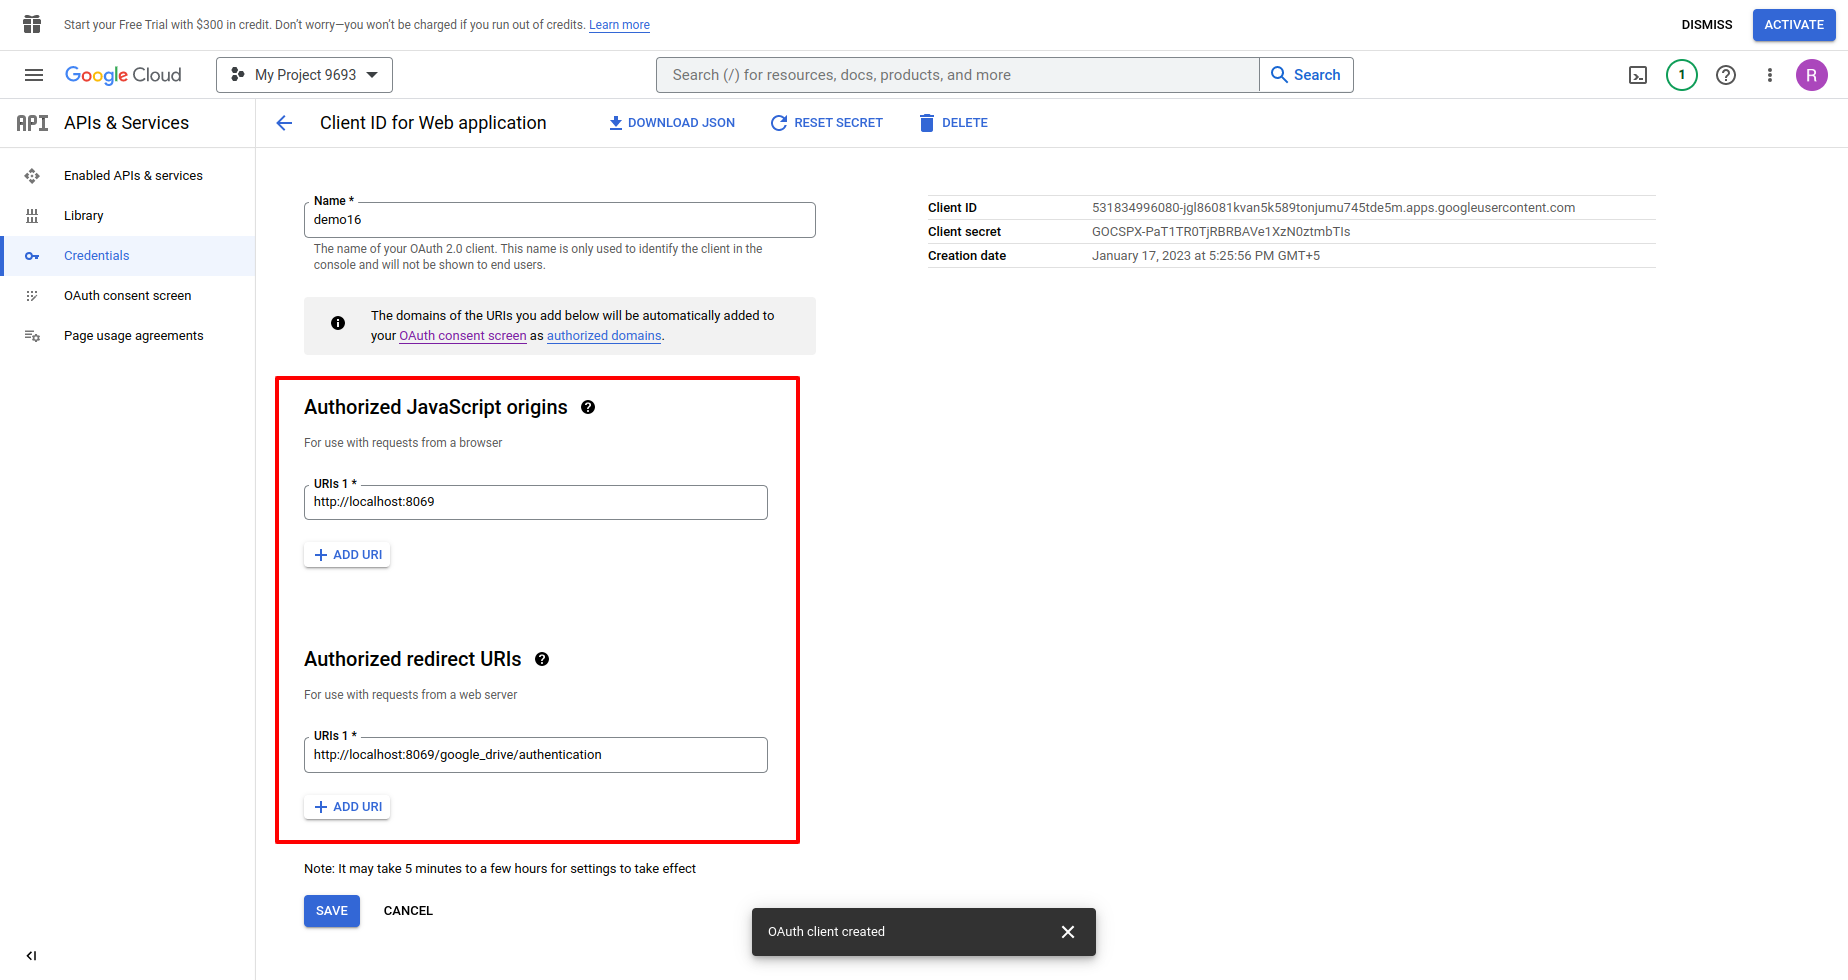 Start your Free Trial with $300 in credit. Don't worry—you won't be charged if you run out of credits. Learn more
DISMISS
ACTIVATE
Google Cloud
My Project 9693
Search (/) for resources, docs, products, and more
Search
1
R
API
APIs & Services
Client ID for Web application
DOWNLOAD JSON
RESET SECRET
DELETE
Enabled APIs & services
Library
Credentials
OAuth consent screen
Page usage agreements
Name *
demo16
The name of your OAuth 2.0 client. This name is only used to identify the client in the
console and will not be shown to end users.
Client ID 531834996080-jgl86081kvan5k589tonjumu745tde5m.apps.googleusercontent.com
Client secret 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
Creation date January 17, 2023 at 5:25:56 PM GMT+5
The domains of the URIs you add below will be automatically added to
your OAuth consent screen as authorized domains.
Authorized JavaScript origins
For use with requests from a browser
URIs 1 *
http://localhost:8069
ADD URI
Authorized redirect URIs
For use with requests from a web server
URIs 1 *
http://localhost:8069/google_drive/authentication
ADD URI
Note: It may take 5 minutes to a few hours for settings to take effect
SAVE
CANCEL
OAuth client created